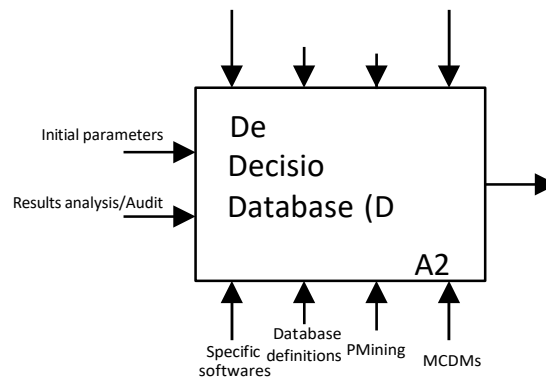 De
Decisio
Database (D
A2
Initial parameters
Results analysis/Audit
Specific
softwares
Database
definitions
PMining
MCDMs